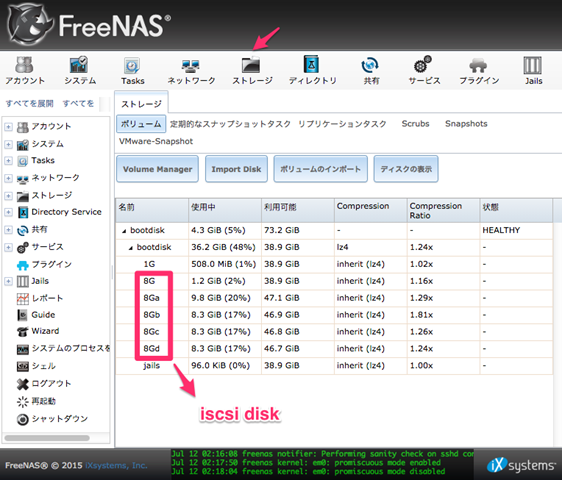 FreeNAS®
アカウント システム Tasks ネットワーク ストレージ ディレクトリ 共有 サービス プラグイン Jails
すべてを展開 すべてを
アカウント
システム
Tasks
ネットワーク
ストレージ
Directory Service
共有
サービス
プラグイン
Jails
レポート
Guide
Wizard
システムのプロセスを
シェル
ログアウト
再起動
シャットダウン
ストレージ
ボリューム 定期的なスナップショットタスク リプリケーションタスク Scrubs Snapshots
VMware-Snapshot
Volume Manager Import Disk ボリュームのインポート ディスクの表示
名前 使用中 利用可能 Compression Compression Ratio 状態
bootdisk 4.3 GiB (5%) 73.2 GiB - - HEALTHY
bootdisk 36.2 GiB (48%) 38.9 GiB lz4 1.24x -
1G 508.0 MiB (1%) 38.9 GiB inherit (lz4) 1.02x -
8G 1.2 GiB (2%) 38.9 GiB inherit (lz4) 1.16x -
8Ga 9.8 GiB (20%) 47.1 GiB inherit (lz4) 1.29x -
8Gb 8.3 GiB (17%) 46.9 GiB inherit (lz4) 1.81x -
8Gc 8.3 GiB (17%) 46.8 GiB inherit (lz4) 1.26x -
8Gd 8.3 GiB (17%) 46.7 GiB inherit (lz4) 1.24x -
jails 96.0 KiB (0%) 38.9 GiB inherit (lz4) 1.00x -
iscsi disk
FreeNAS® © 2015 iXsystems, Inc.
Jul 12 02:16:08 freenas notifier: Performing sanity check on sshd con
Jul 12 02:17:50 freenas kernel: em0: promiscuous mode enabled
Jul 12 02:18:04 freenas kernel: em0: promiscuous mode disabled
iX systems